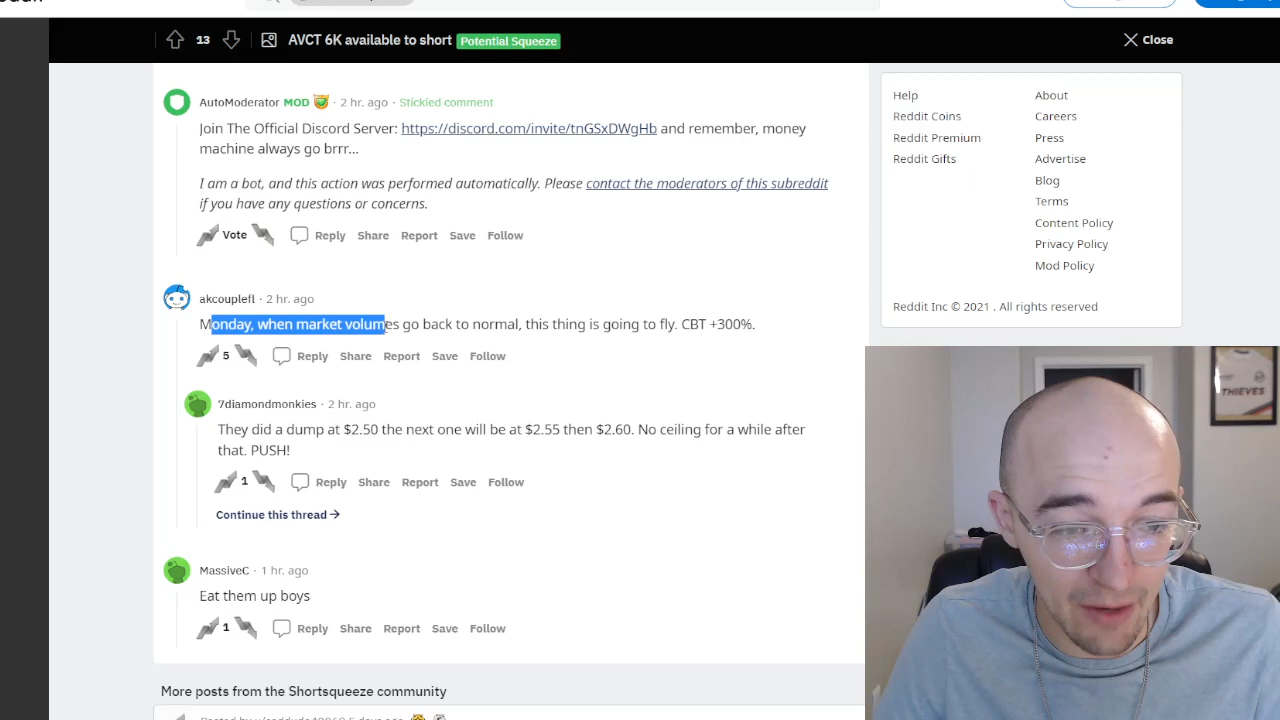 13 AVCT 6K available to short Potential Squeeze Close
AutoModerator MOD · 2 hr. ago · Stickied comment
Join The Official Discord Server: https://discord.com/invite/tnGSxDWgHb and remember, money
machine always go brrr...
I am a bot, and this action was performed automatically. Please contact the moderators of this subreddit
if you have any questions or concerns.
Vote Reply Share Report Save Follow
akcouplefl · 2 hr. ago
Monday, when market volumes go back to normal, this thing is going to fly. CBT +300%.
5 Reply Share Report Save Follow
7diamondmonkies · 2 hr. ago
They did a dump at $2.50 the next one will be at $2.55 then $2.60. No ceiling for a while after
that. PUSH!
1 Reply Share Report Save Follow
Continue this thread →
MassiveC · 1 hr. ago
Eat them up boys
1 Reply Share Report Save Follow
More posts from the Shortsqueeze community
Help About
Reddit Coins Careers
Reddit Premium Press
Reddit Gifts Advertise
Blog
Terms
Content Policy
Privacy Policy
Mod Policy
Reddit Inc © 2021 . All rights reserved
THIEVES